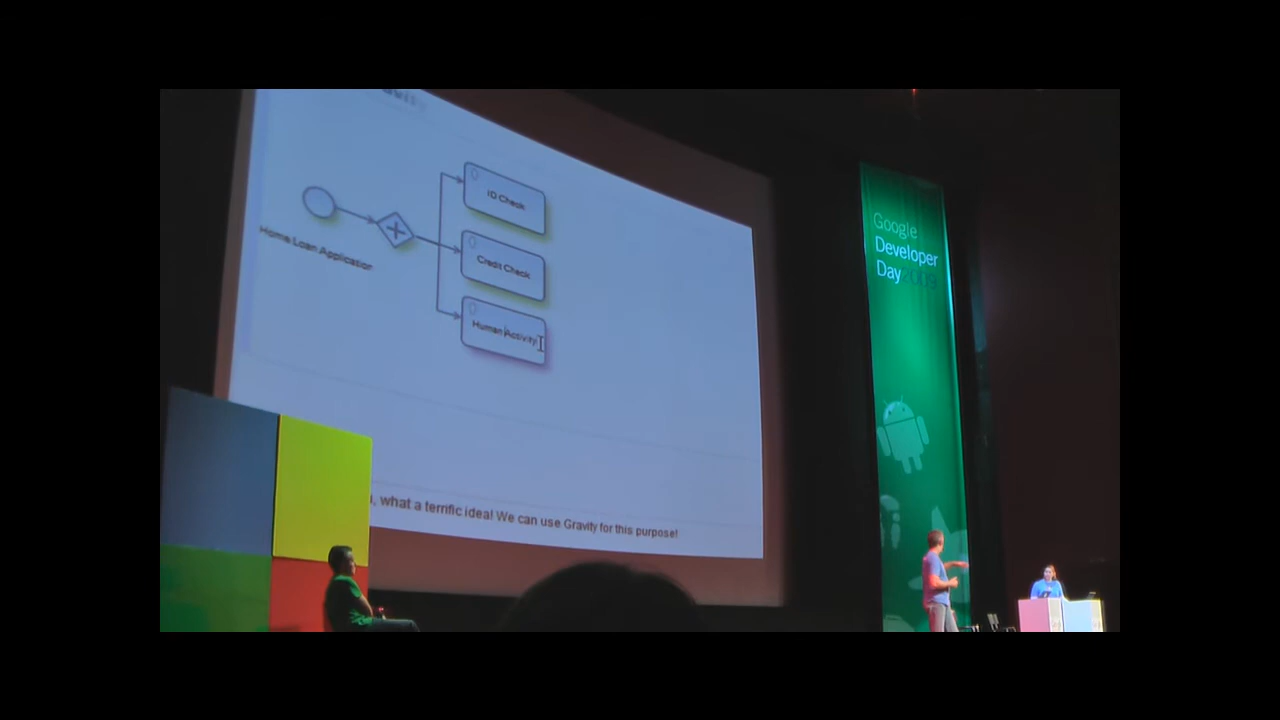 ID Check
Home Loan Application
Credit Check
Human Activity
, what a terrific idea! We can use Gravity for this purpose!
Google
Developer
Day2009